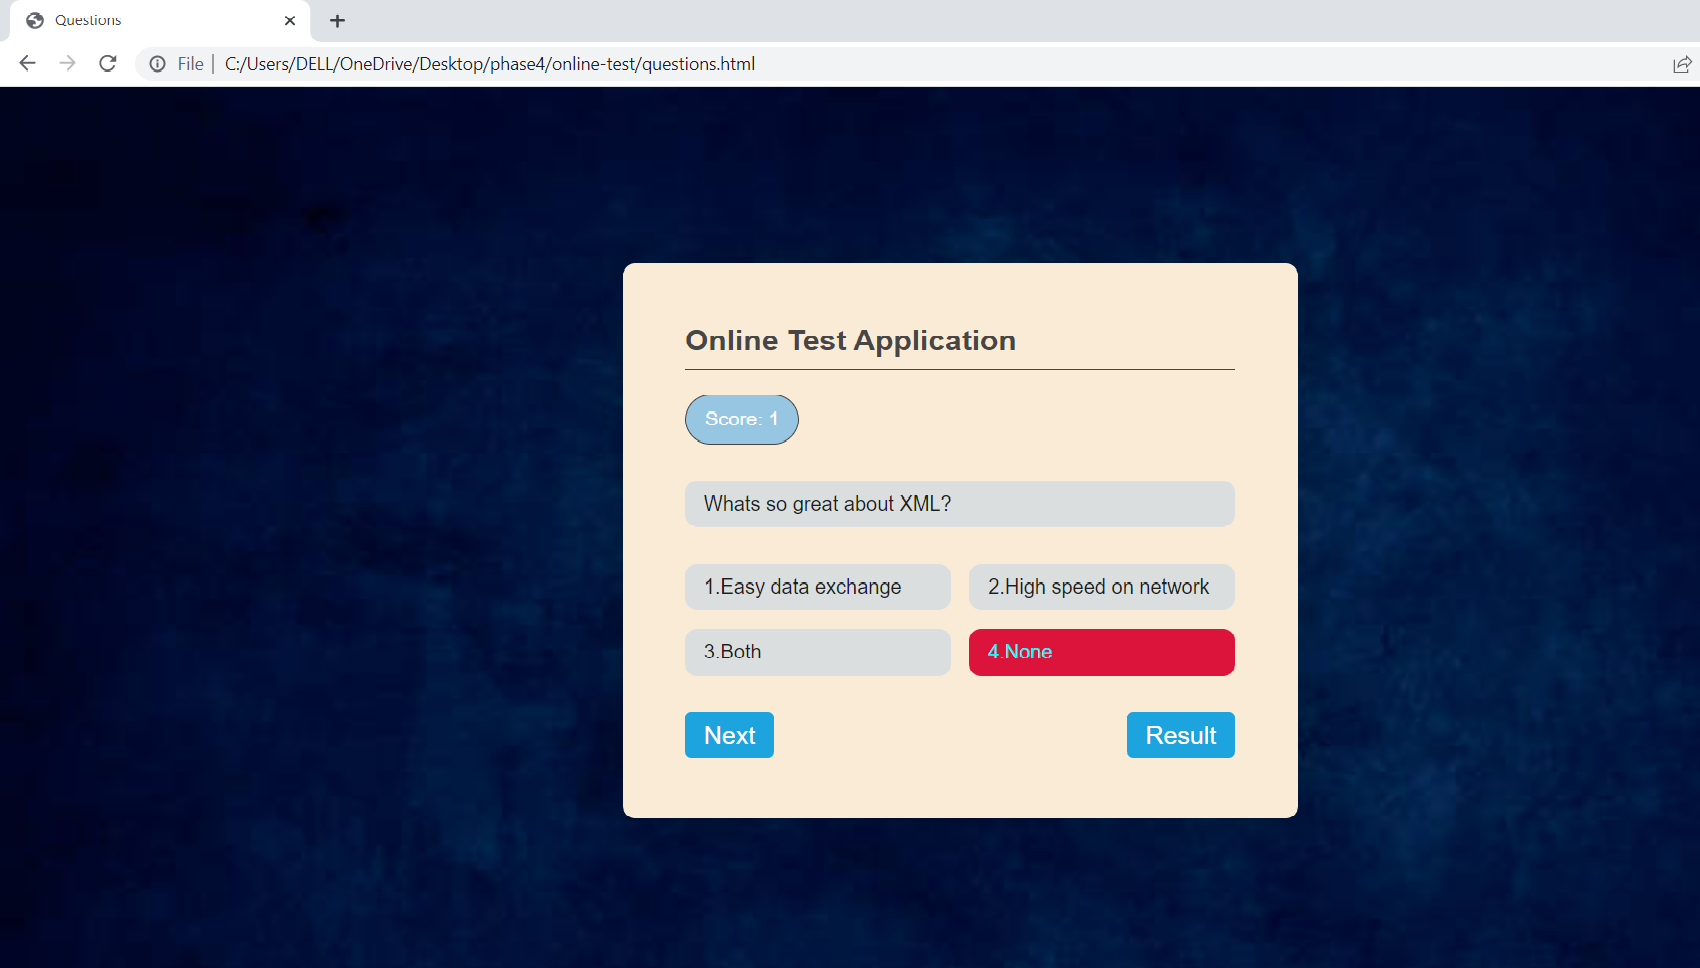 Questions
File C:/Users/DELL/OneDrive/Desktop/phase4/online-test/questions.html
Online Test Application
Score: 1
Whats so great about XML?
1.Easy data exchange
2.High speed on network
3.Both
4.None
Next
Result